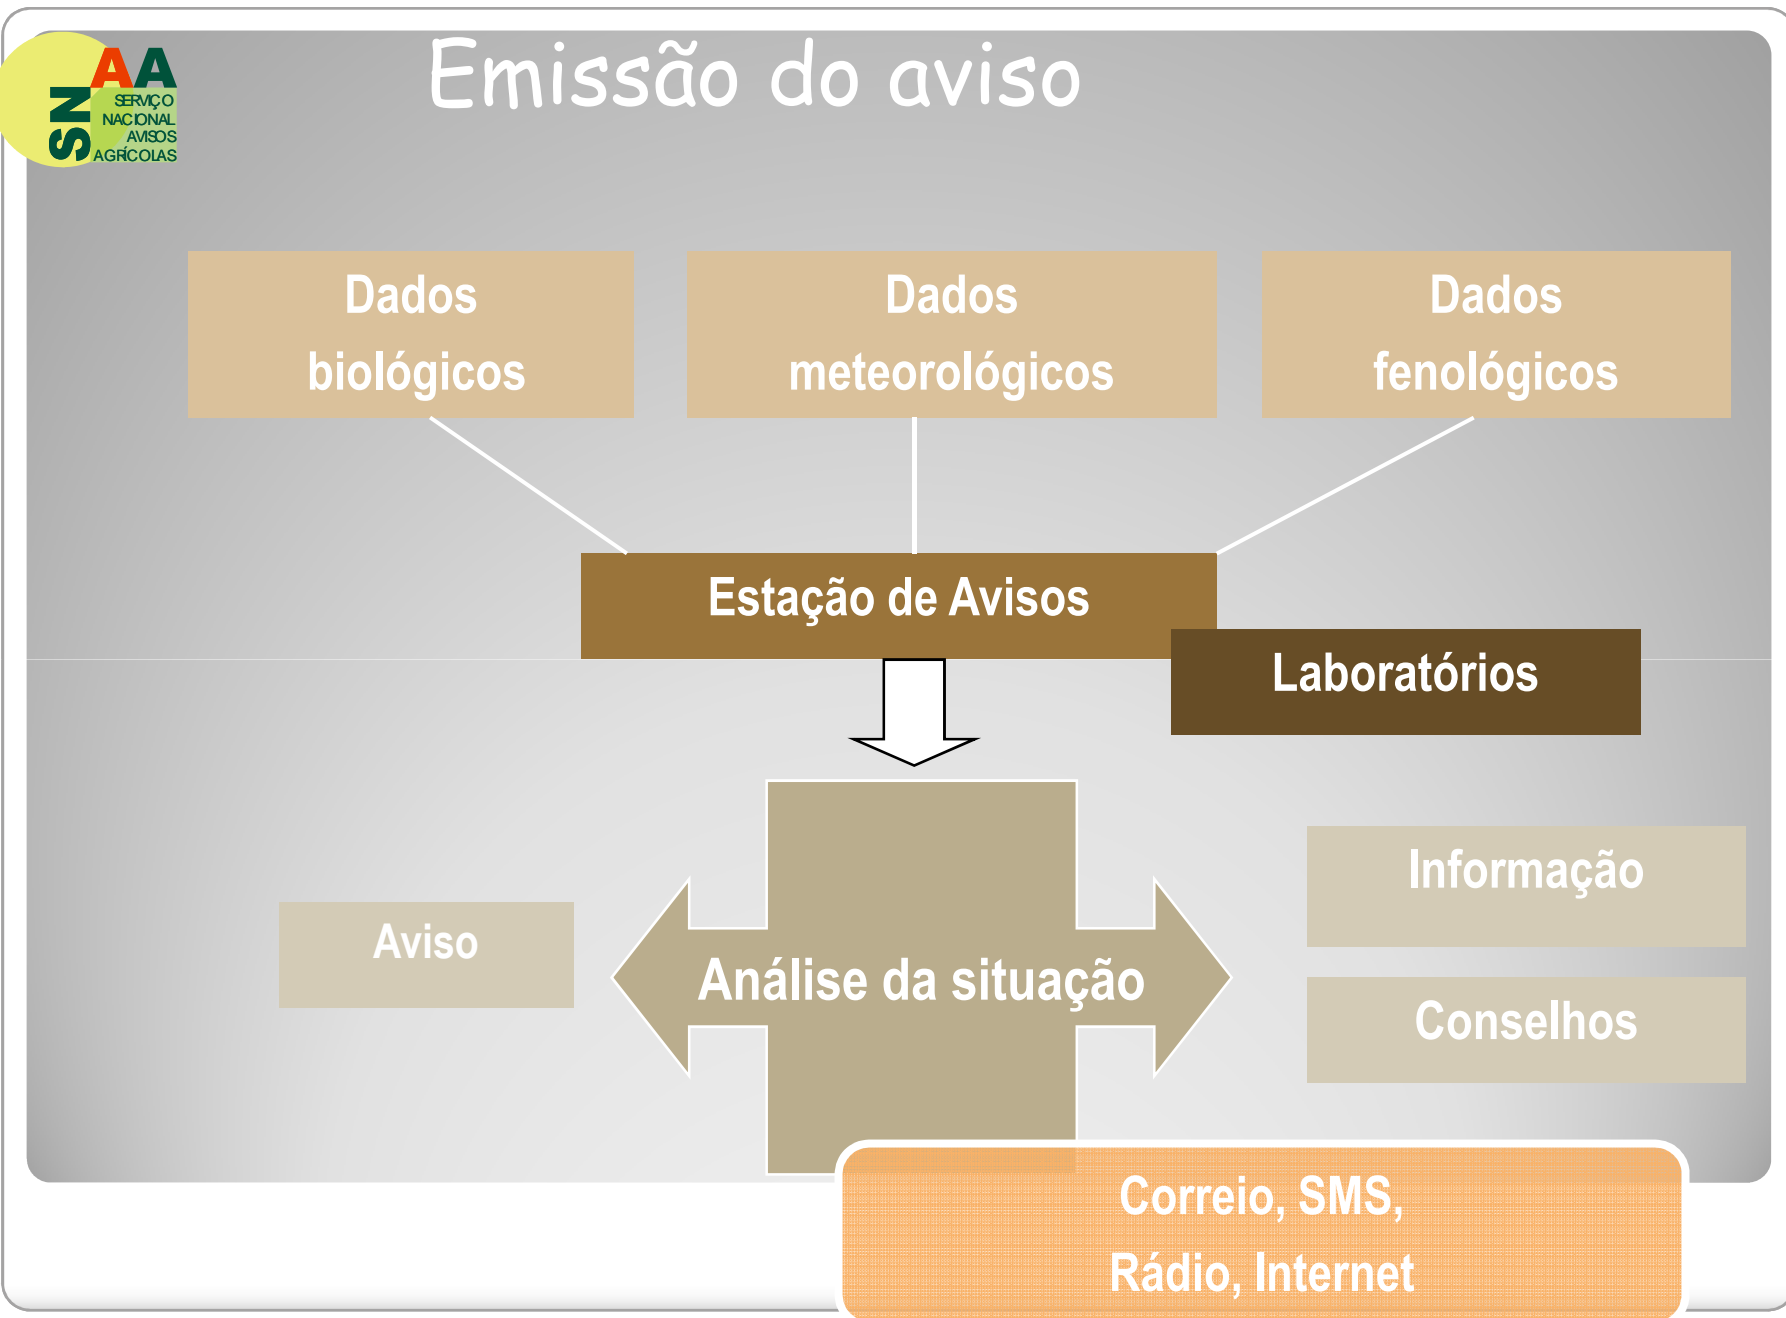 Emissão do aviso
SNAA
SERVIÇO
NACIONAL
AVISOS
AGRÍCOLAS
Dados
biológicos
Dados
meteorológicos
Dados
fenológicos
Estação de Avisos
Laboratórios
Informação
Aviso
Análise da situação
Conselhos
Correio, SMS,
Rádio, Internet